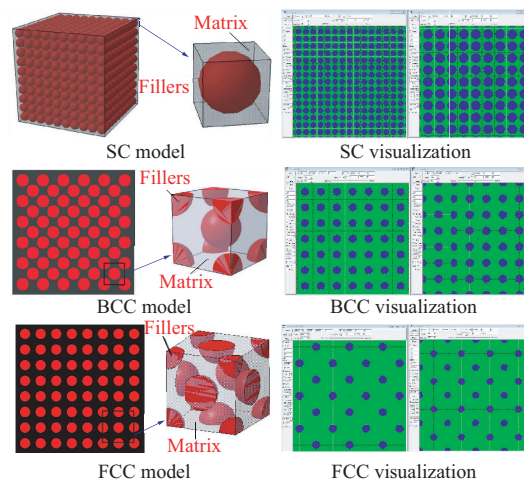 Matrix
Fillers
SC model
SC visualization
Fillers
Matrix
BCC model
BCC visualization
Fillers
Matrix
FCC model
FCC visualization